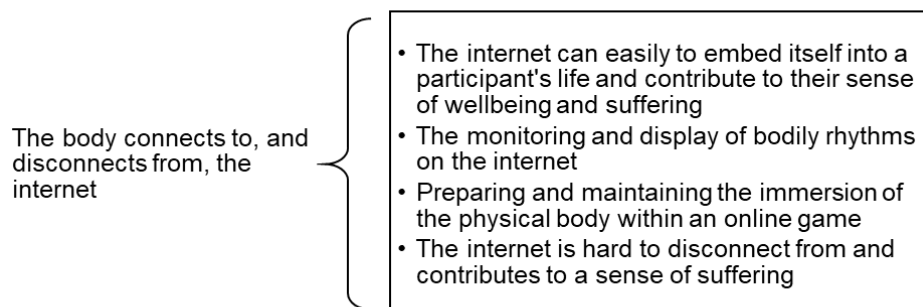 The body connects to, and
disconnects from, the
internet
• The internet can easily to embed itself into a
participant's life and contribute to their sense
of wellbeing and suffering
• The monitoring and display of bodily rhythms
on the internet
• Preparing and maintaining the immersion of
the physical body within an online game
• The internet is hard to disconnect from and
contributes to a sense of suffering